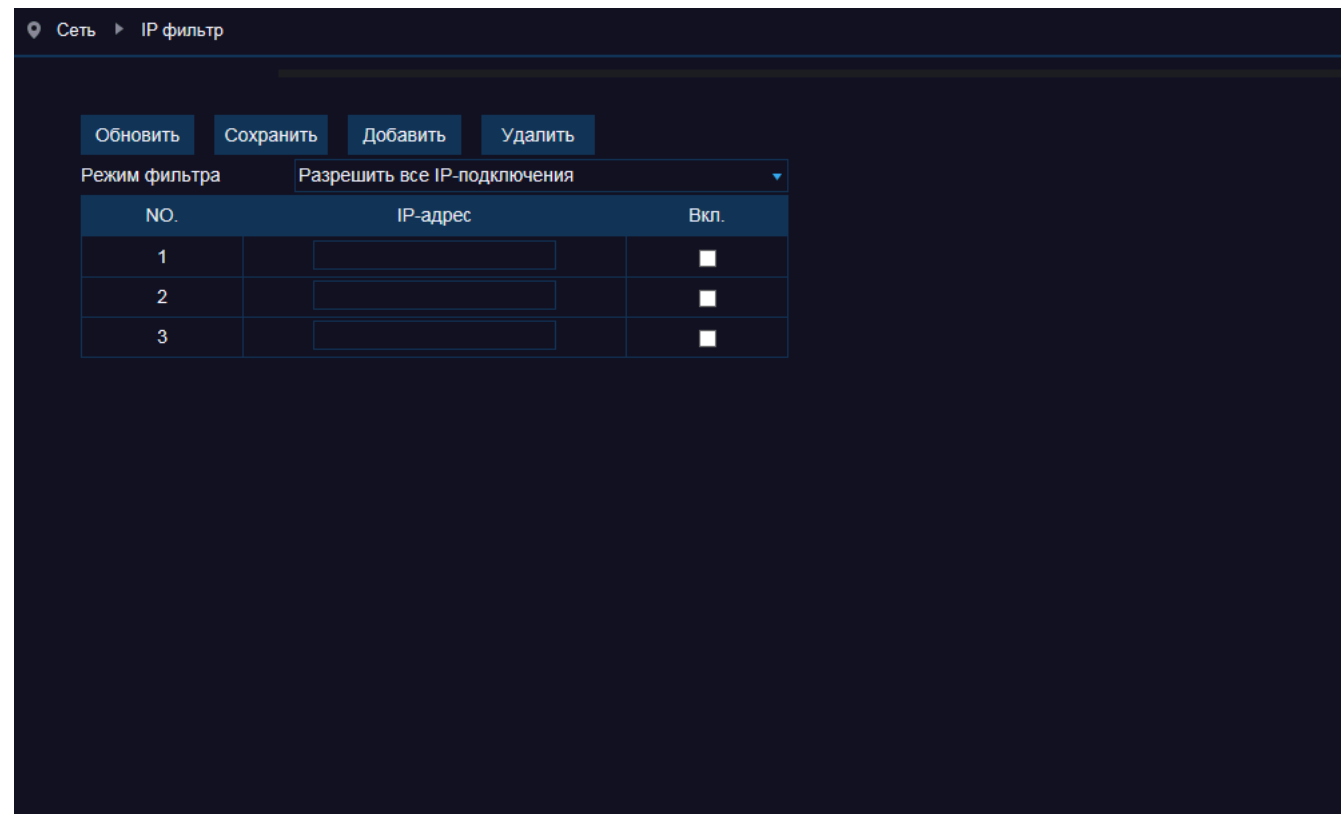 Сеть IP фильтр
Обновить Сохранить Добавить Удалить
Режим фильтра Разрешить все IP-подключения
NO. IP-адрес Вкл.
1
2
3